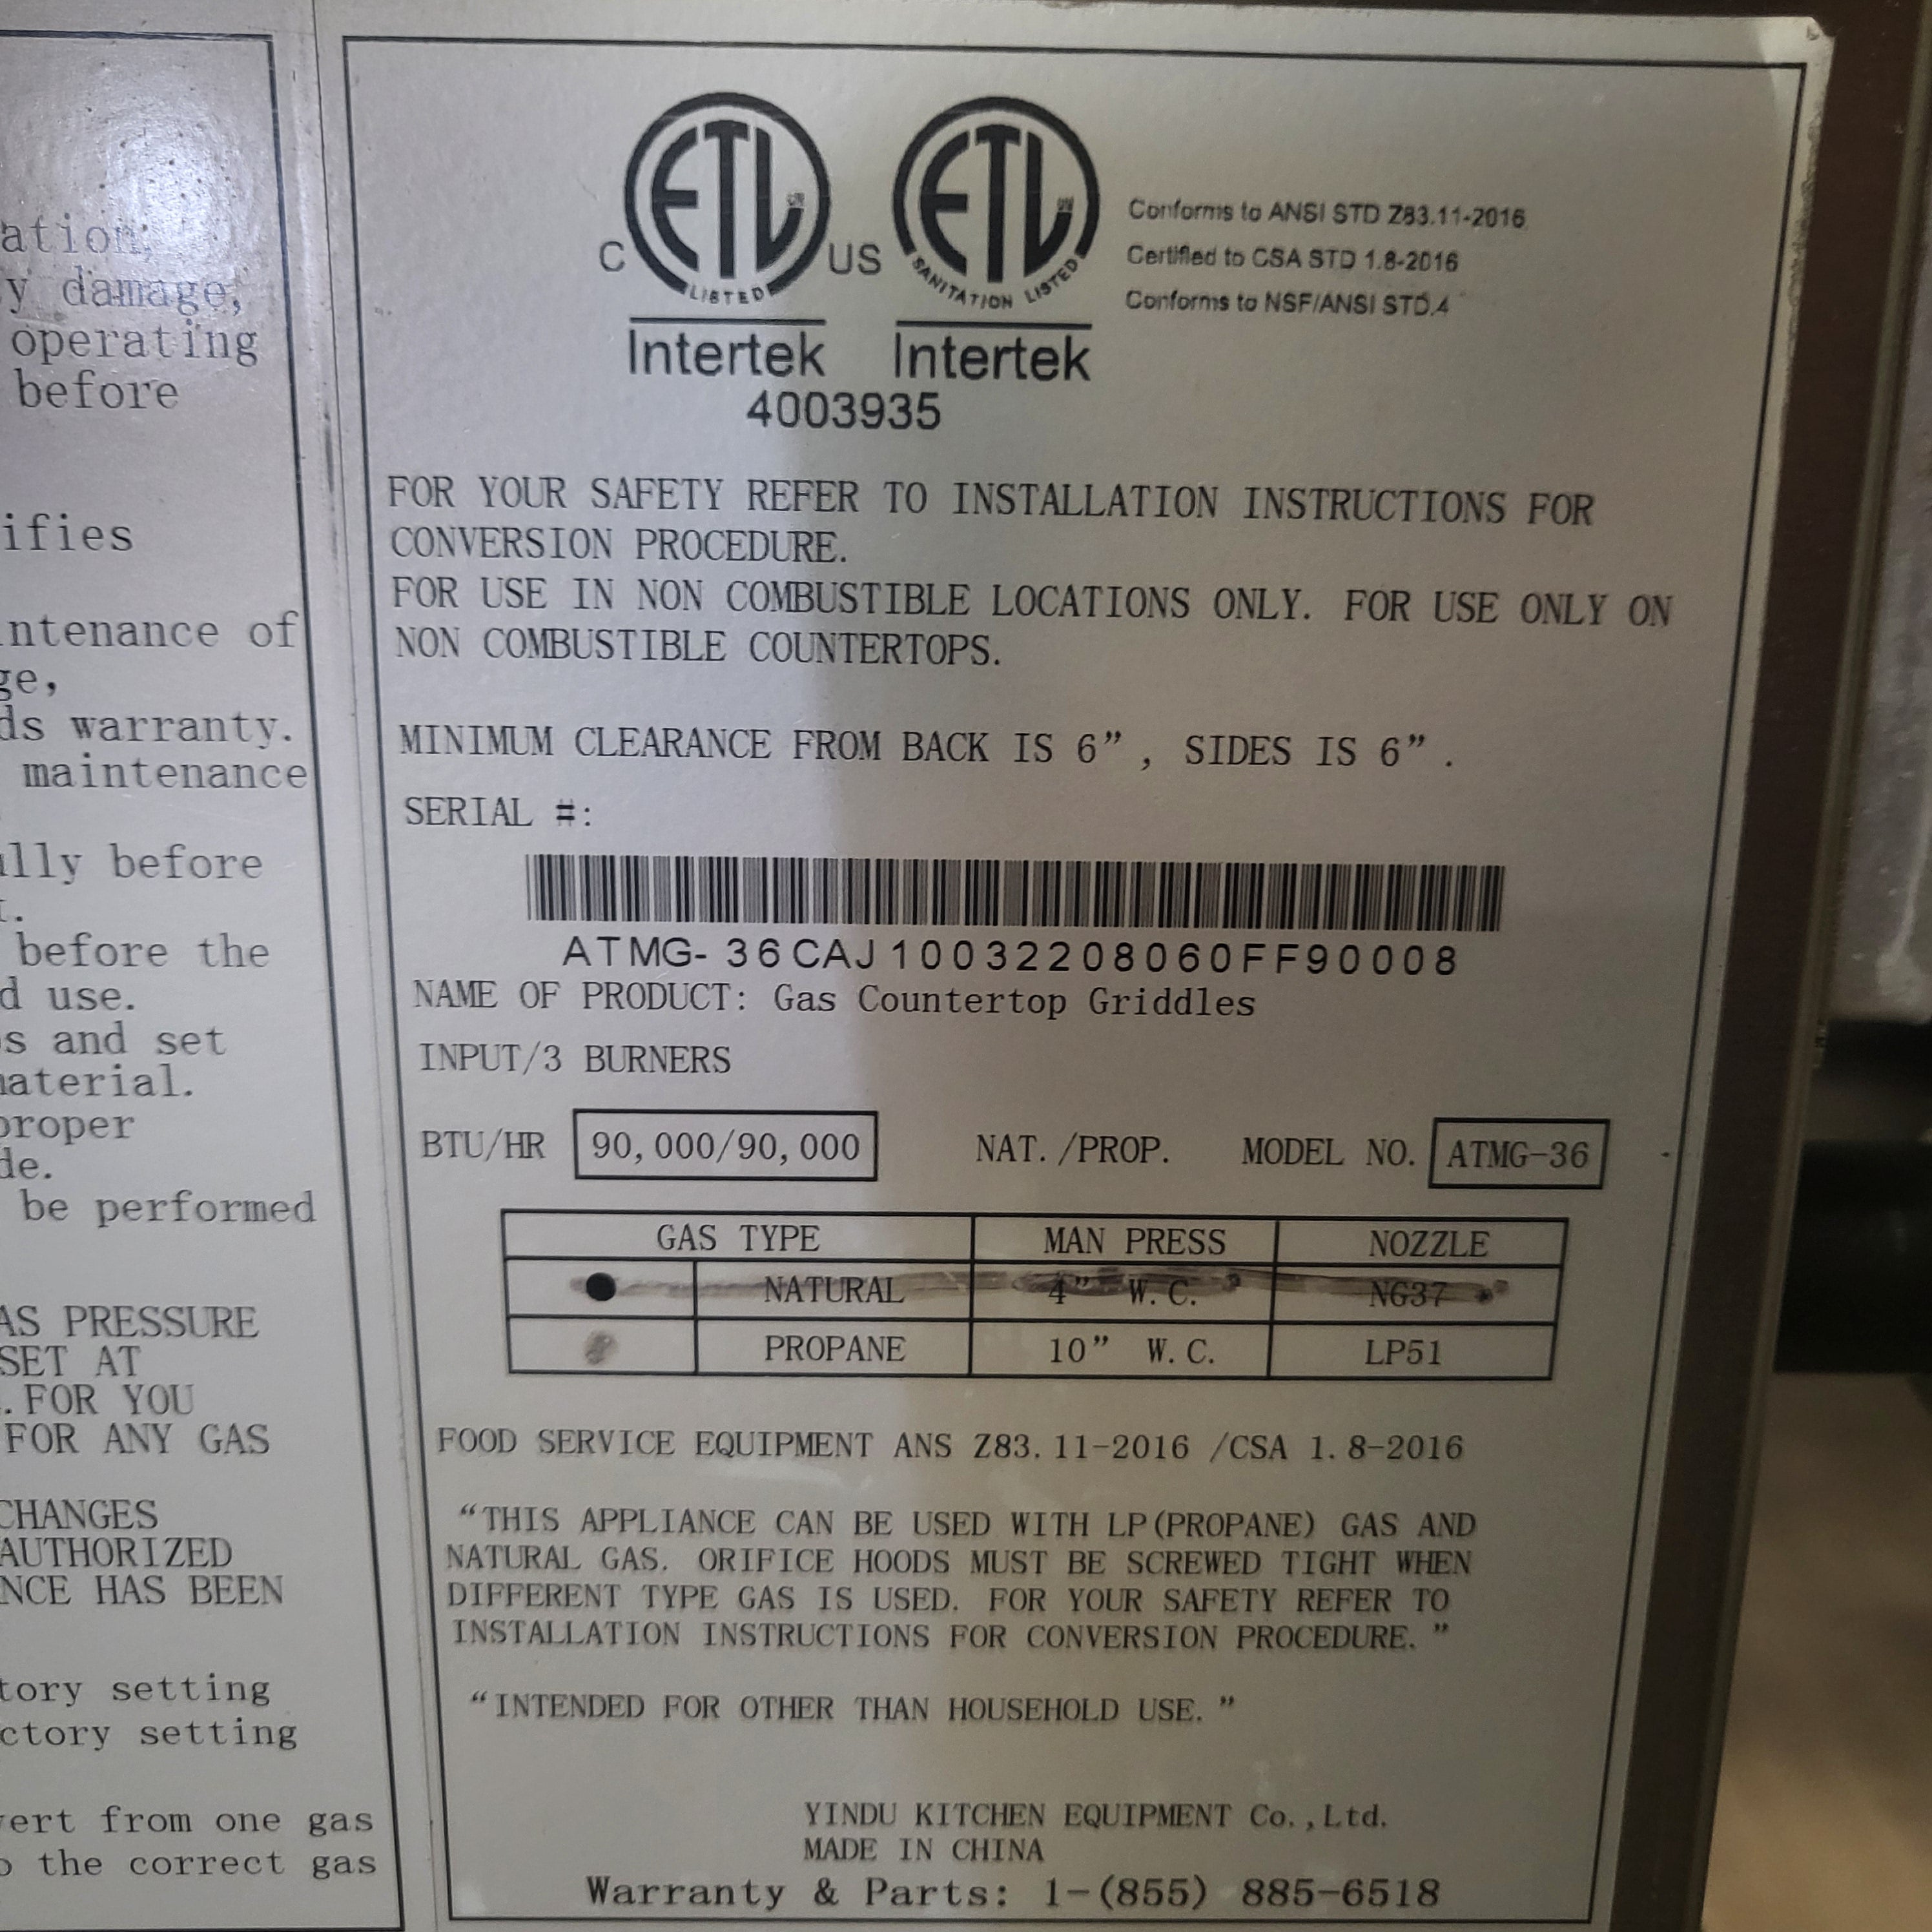 ation,
y damage,
operating
before
ifies
ntenance of
ge,
ds warranty.
maintenance
ully before
t.
before the
d use.
s and set
material.
proper
de.
be performed
AS PRESSURE
SET AT
. FOR YOU
FOR ANY GAS
CHANGES
AUTHORIZED
NCE HAS BEEN
tory setting
ctory setting
vert from one gas
o the correct gas
ETL ETL
C US
LISTED SANITATION LISTED
Intertek Intertek
4003935
Conforms to ANSI STD Z83.11-2016
Certified to CSA STD 1.8-2016
Conforms to NSF/ANSI STD.4
FOR YOUR SAFETY REFER TO INSTALLATION INSTRUCTIONS FOR
CONVERSION PROCEDURE.
FOR USE IN NON COMBUSTIBLE LOCATIONS ONLY. FOR USE ONLY ON
NON COMBUSTIBLE COUNTERTOPS.
MINIMUM CLEARANCE FROM BACK IS 6”, SIDES IS 6”.
SERIAL #:
ATMG-36CAJ10032208060FF90008
NAME OF PRODUCT: Gas Countertop Griddles
INPUT/3 BURNERS
BTU/HR 90,000/90,000 NAT./PROP. MODEL NO. ATMG-36
GAS TYPE MAN PRESS NOZZLE
NATURAL 4” W.C. NG37
PROPANE 10” W.C. LP51
FOOD SERVICE EQUIPMENT ANS Z83.11-2016 /CSA 1.8-2016
“THIS APPLIANCE CAN BE USED WITH LP(PROPANE) GAS AND
NATURAL GAS. ORIFICE HOODS MUST BE SCREWED TIGHT WHEN
DIFFERENT TYPE GAS IS USED. FOR YOUR SAFETY REFER TO
INSTALLATION INSTRUCTIONS FOR CONVERSION PROCEDURE.”
“INTENDED FOR OTHER THAN HOUSEHOLD USE.”
YINDU KITCHEN EQUIPMENT Co.,Ltd.
MADE IN CHINA
Warranty & Parts: 1-(855) 885-6518